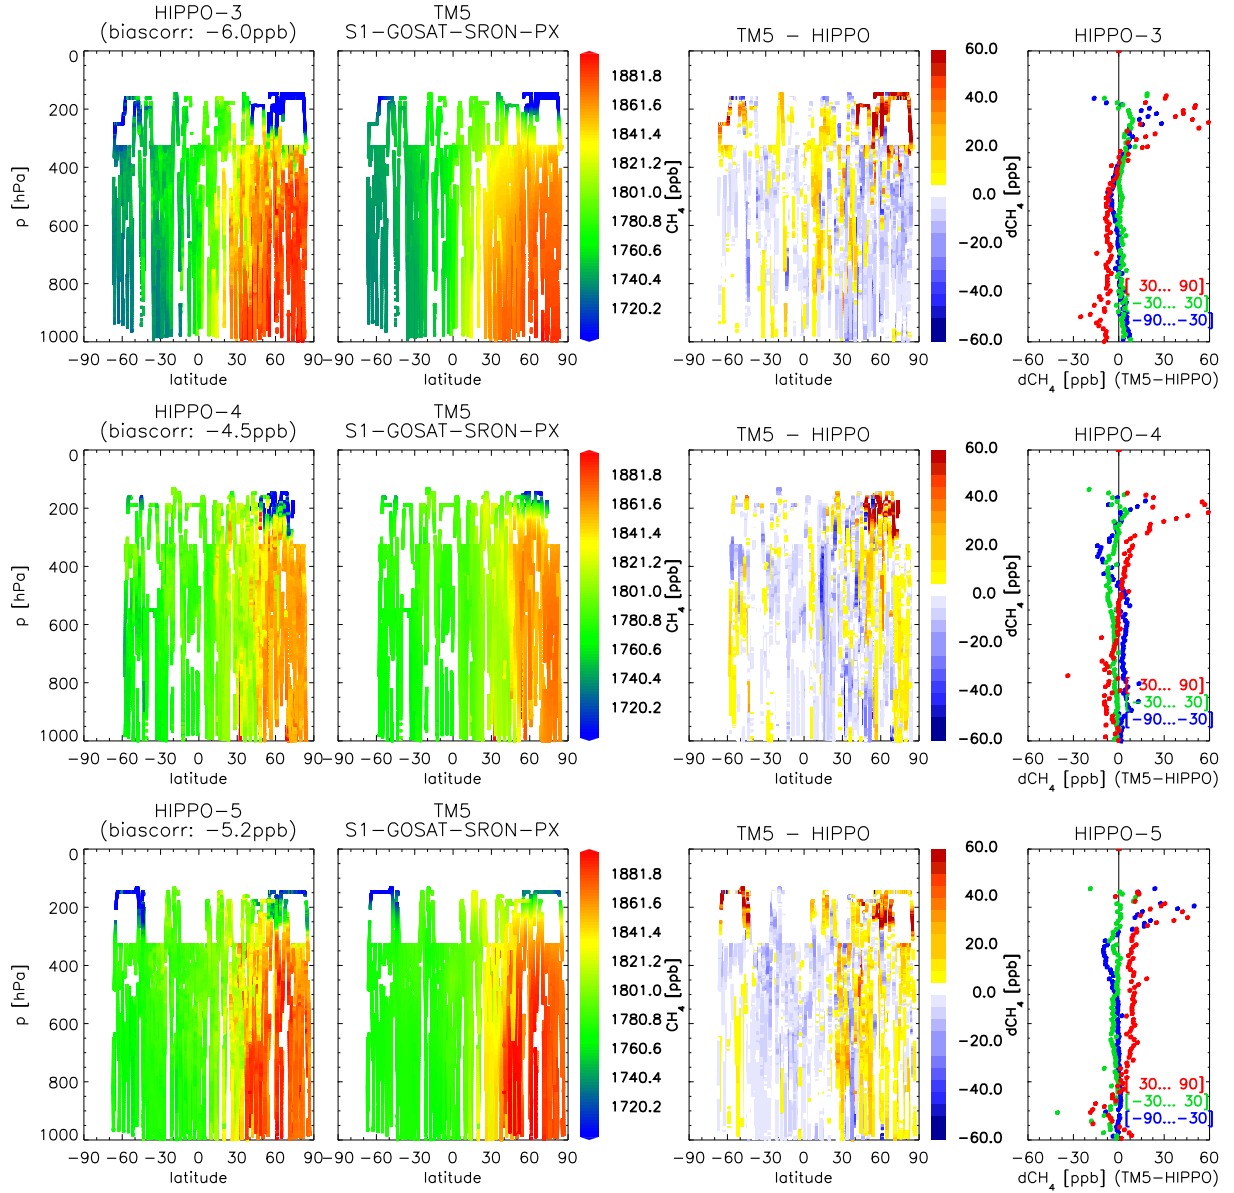 HIPPO-3
(biascorr: -6.0ppb)
TM5
S1-GOSAT-SRON-PX
TM5 - HIPPO
HIPPO-3
p [hPa]
0
200
400
600
800
1000
-90 -60 -30 0 30 60 90
latitude
-90 -60 -30 0 30 60 90
latitude
1881.8
1861.6
1841.4
1821.2
1801.0
1780.8
1760.6
1740.4
1720.2
CH4 [ppb]
-90 -60 -30 0 30 60 90
latitude
60.0
40.0
20.0
0.0
-20.0
-40.0
-60.0
dCH4 [ppb]
[ 30... 90]
[-30... 30]
[-90...-30]
-60 -30 0 30 60
dCH4 [ppb] (TM5-HIPPO)
HIPPO-4
(biascorr: -4.5ppb)
TM5
S1-GOSAT-SRON-PX
TM5 - HIPPO
HIPPO-4
p [hPa]
0
200
400
600
800
1000
-90 -60 -30 0 30 60 90
latitude
-90 -60 -30 0 30 60 90
latitude
1881.8
1861.6
1841.4
1821.2
1801.0
1780.8
1760.6
1740.4
1720.2
CH4 [ppb]
-90 -60 -30 0 30 60 90
latitude
60.0
40.0
20.0
0.0
-20.0
-40.0
-60.0
dCH4 [ppb]
[ 30... 90]
[-30... 30]
[-90...-30]
-60 -30 0 30 60
dCH4 [ppb] (TM5-HIPPO)
HIPPO-5
(biascorr: -5.2ppb)
TM5
S1-GOSAT-SRON-PX
TM5 - HIPPO
HIPPO-5
p [hPa]
0
200
400
600
800
1000
-90 -60 -30 0 30 60 90
latitude
-90 -60 -30 0 30 60 90
latitude
1881.8
1861.6
1841.4
1821.2
1801.0
1780.8
1760.6
1740.4
1720.2
CH4 [ppb]
-90 -60 -30 0 30 60 90
latitude
60.0
40.0
20.0
0.0
-20.0
-40.0
-60.0
dCH4 [ppb]
[ 30... 90]
[-30... 30]
[-90...-30]
-60 -30 0 30 60
dCH4 [ppb] (TM5-HIPPO)